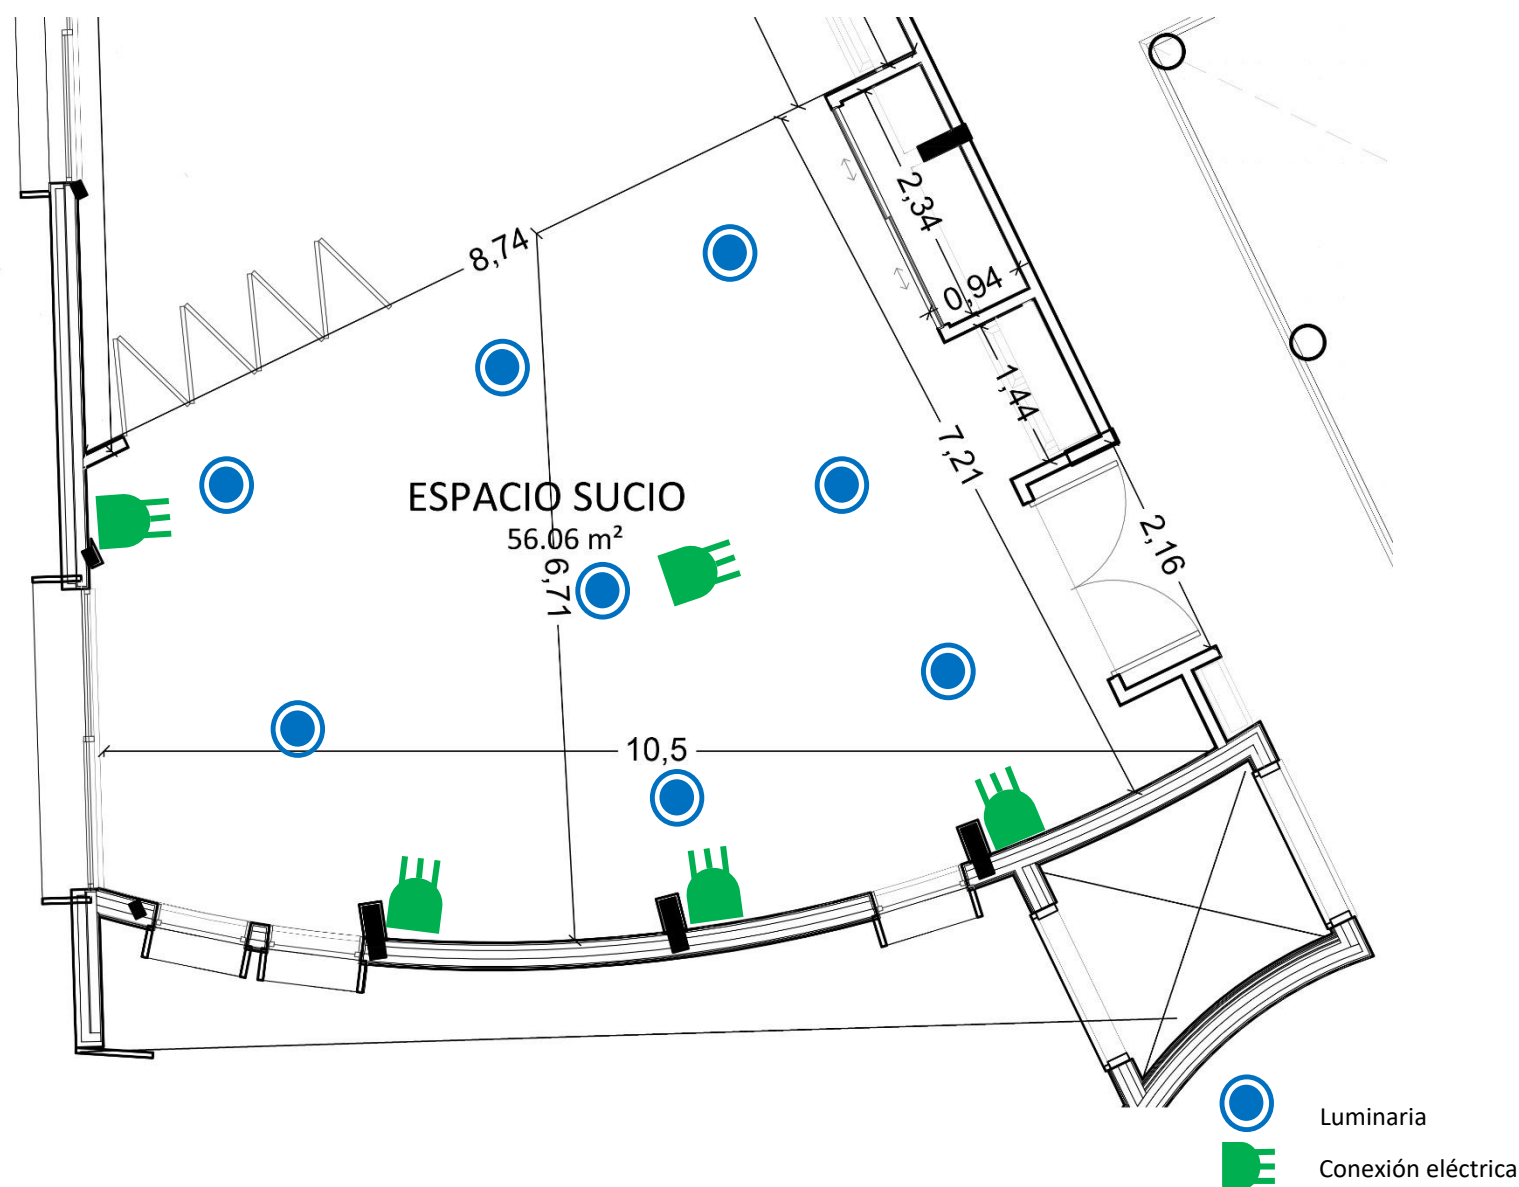 8,74
2,34
0,94
1,44
7,21
ESPACIO SUCIO
56.06 m²
6,71
2,16
10,5
Luminaria
Conexión eléctrica